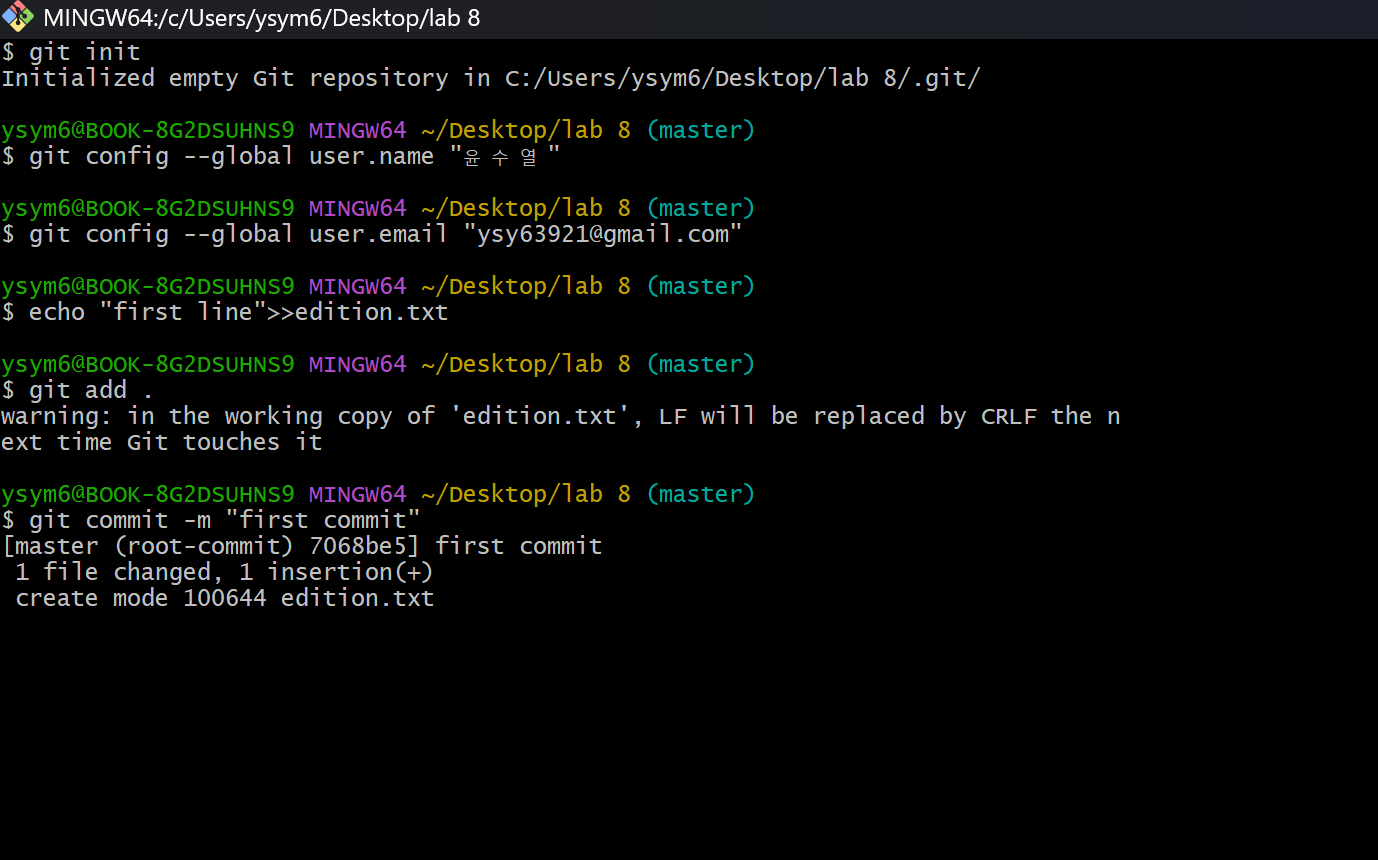 MINGW64:/c/Users/ysym6/Desktop/lab 8
$ git init
Initialized empty Git repository in C:/Users/ysym6/Desktop/lab 8/.git/
ysym6@BOOK-8G2DSUHNS9 MINGW64 ~/Desktop/lab 8 (master)
$ git config --global user.name "윤수열"
ysym6@BOOK-8G2DSUHNS9 MINGW64 ~/Desktop/lab 8 (master)
$ git config --global user.email "ysy63921@gmail.com"
ysym6@BOOK-8G2DSUHNS9 MINGW64 ~/Desktop/lab 8 (master)
$ echo "first line">>edition.txt
ysym6@BOOK-8G2DSUHNS9 MINGW64 ~/Desktop/lab 8 (master)
$ git add .
warning: in the working copy of 'edition.txt', LF will be replaced by CRLF the n
ext time Git touches it
ysym6@BOOK-8G2DSUHNS9 MINGW64 ~/Desktop/lab 8 (master)
$ git commit -m "first commit"
[master (root-commit) 7068be5] first commit
 1 file changed, 1 insertion(+)
 create mode 100644 edition.txt